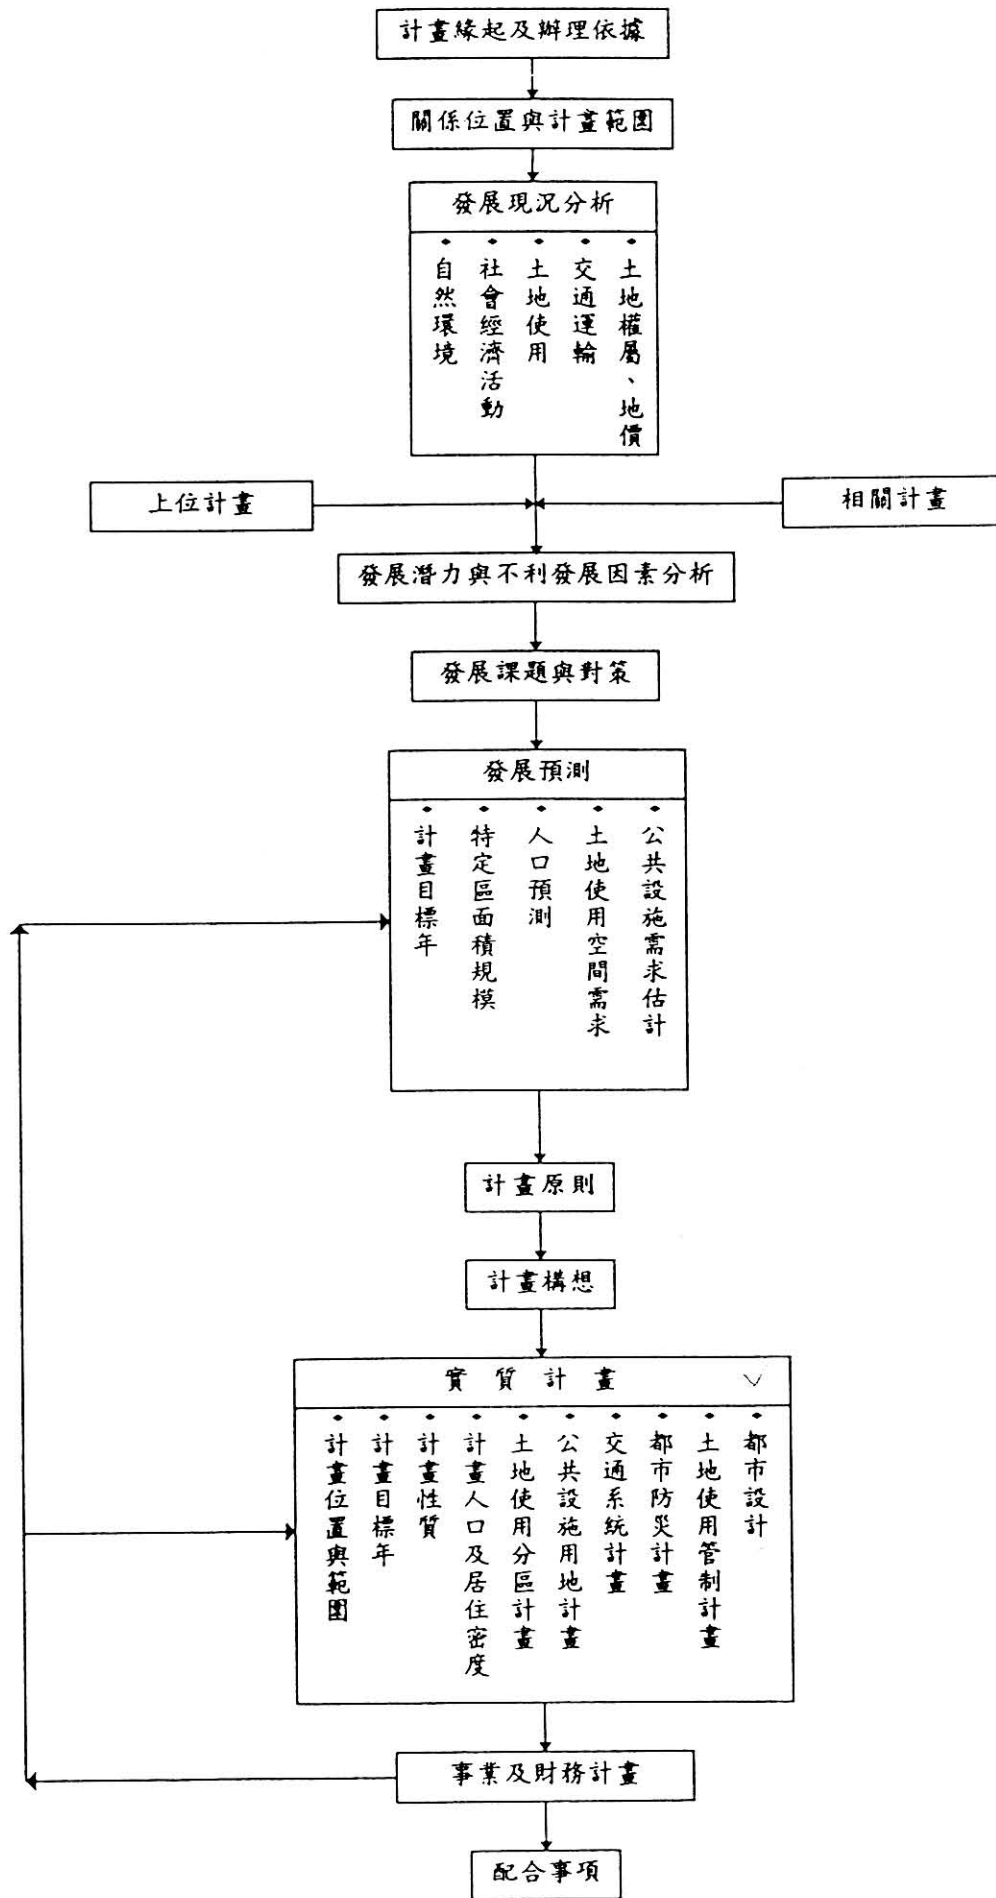 計畫緣起及辦理依據
關係位置與計畫範圍
發展現況分析
自然環境
社會經濟活動
土地使用
交通運輸
土地權屬、地價
上位計畫
相關計畫
發展潛力與不利發展因素分析
發展課題與對策
發展預測
計畫目標年
特定區面積規模
人口預測
土地使用空間需求
公共設施需求估計
計畫原則
計畫構想
實質計畫
計畫位置與範圍
計畫目標年
計畫性質
計畫人口及居住密度
土地使用分區計畫
公共設施用地計畫
交通系統計畫
都市防災計畫
土地使用管制計畫
都市設計
事業及財務計畫
配合事項